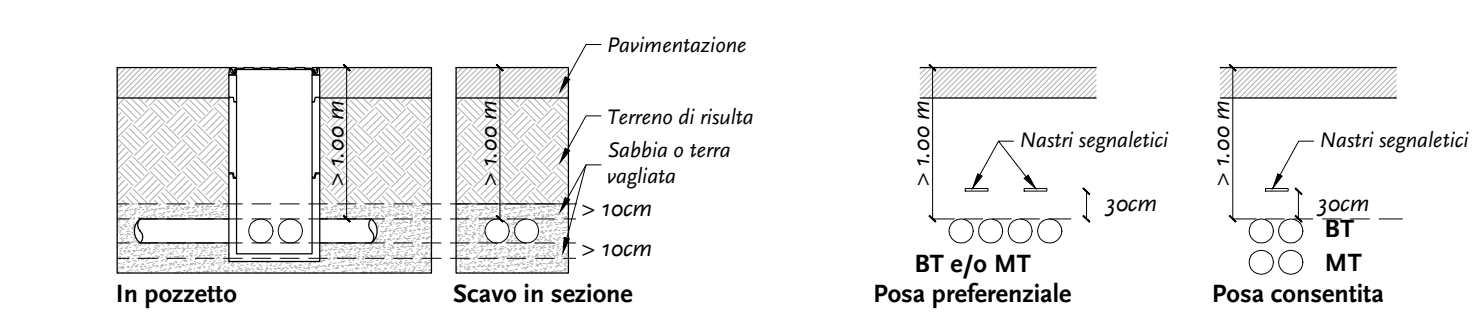 Pavimentazione
Terreno di risulta
Sabbia o terra
vagliata
> 1.00 m
> 1.00 m
> 10cm
> 10cm
In pozzetto
Scavo in sezione
> 1.00 m
Nastri segnaletici
30cm
BT e/o MT
Posa preferenziale
> 1.00 m
Nastri segnaletici
30cm
BT
MT
Posa consentita